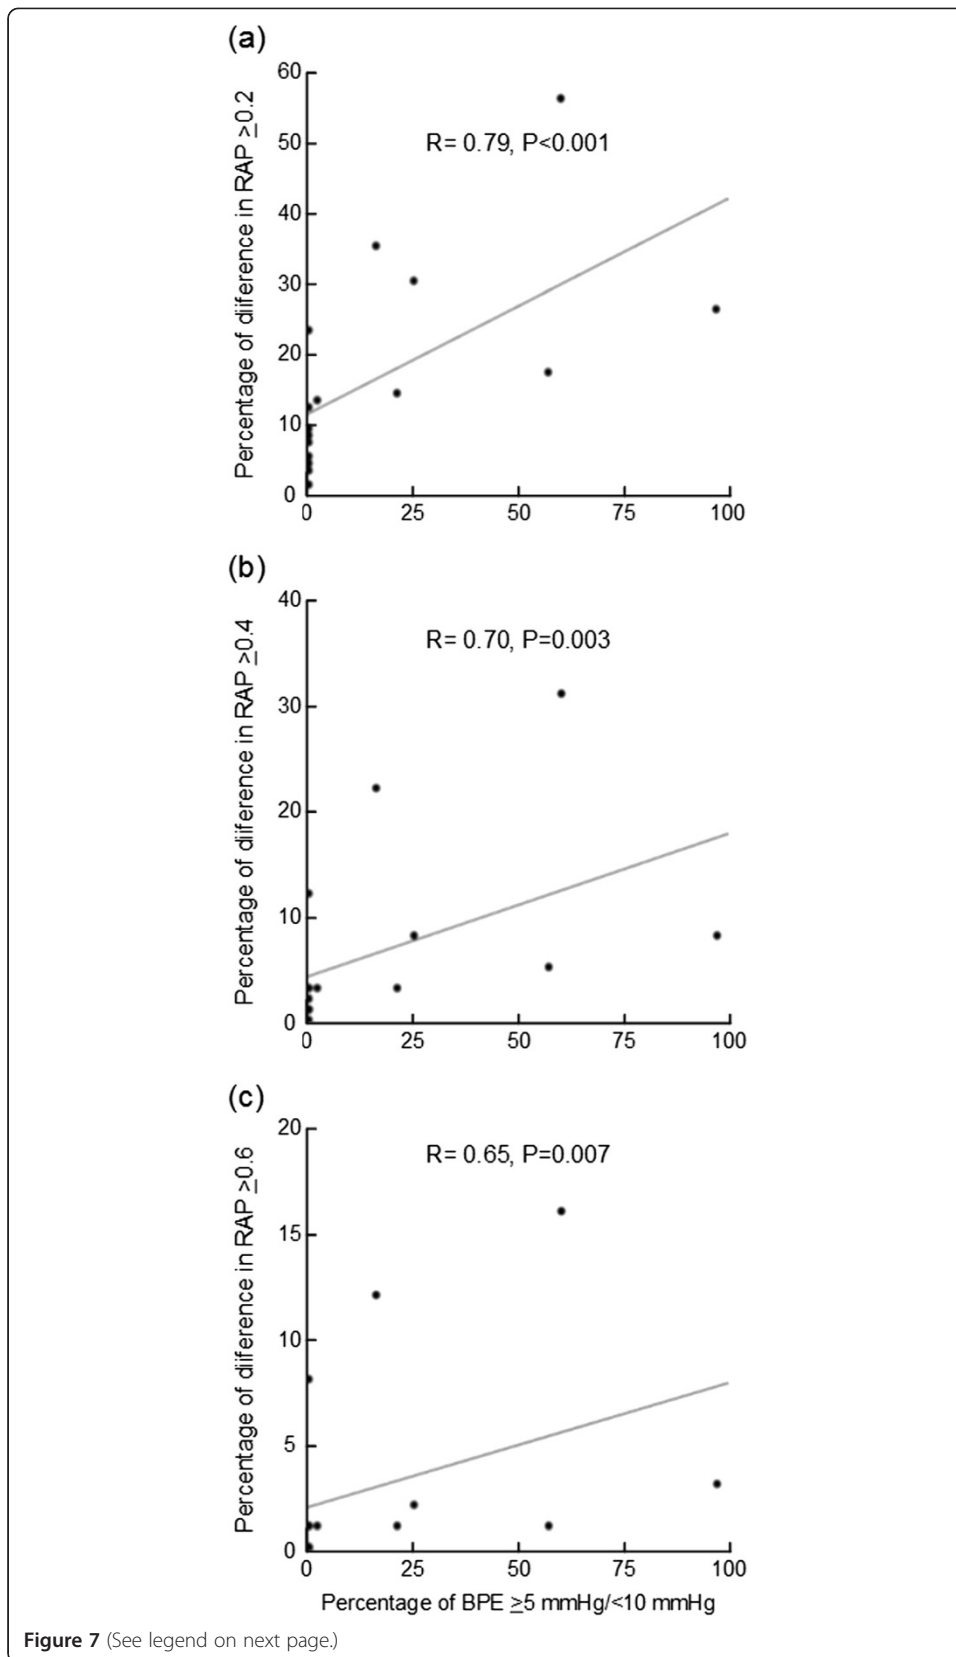 (a)
Percentage of diiference in RAP ≥0.2
60
50
40
30
20
10
0
R= 0.79, P<0.001
0 25 50 75 100
(b)
Percentage of diiference in RAP ≥0.4
40
30
20
10
0
R= 0.70, P=0.003
0 25 50 75 100
(c)
Percentage of diiference in RAP ≥0.6
20
15
10
5
0
R= 0.65, P=0.007
0 25 50 75 100
Percentage of BPE ≥5 mmHg/<10 mmHg
Figure 7 (See legend on next page.)